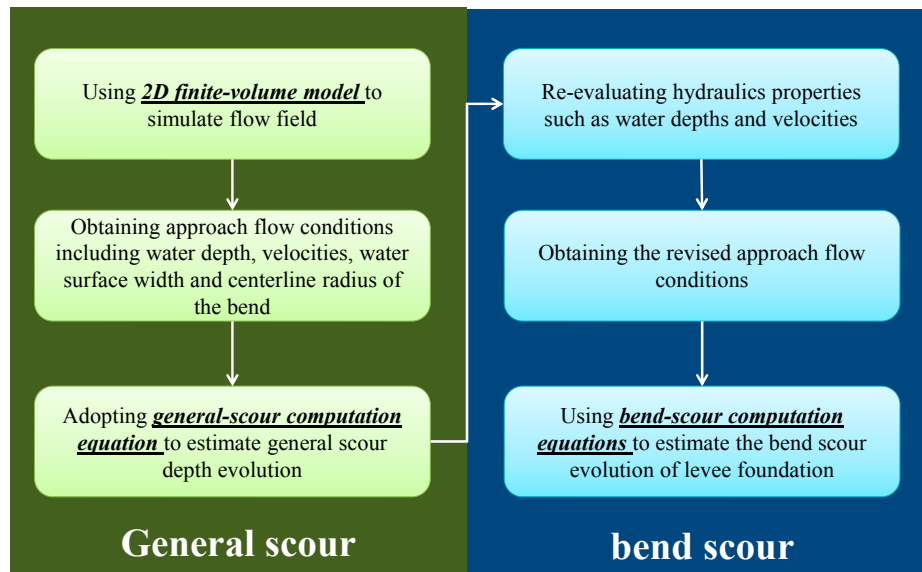 Using 2D finite-volume model to
simulate flow field
Obtaining approach flow conditions
including water depth, velocities, water
surface width and centerline radius of
the bend
Adopting general-scour computation
equation to estimate general scour
depth evolution
General scour
Re-evaluating hydraulics properties
such as water depths and velocities
Obtaining the revised approach flow
conditions
Using bend-scour computation
equations to estimate the bend scour
evolution of levee foundation
bend scour